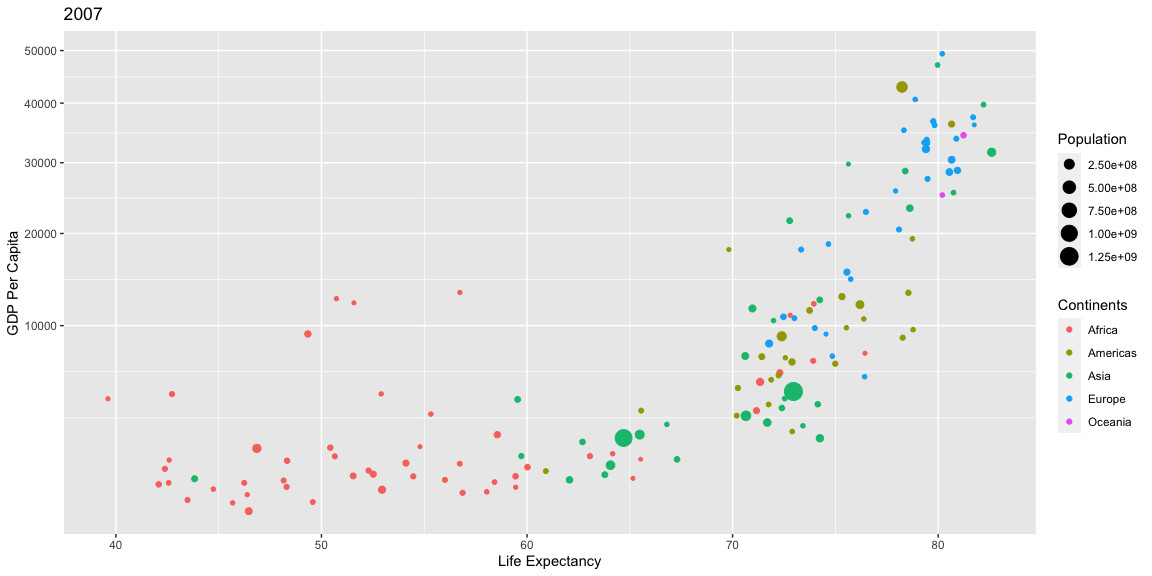 2007
50000
40000
30000
20000
10000
GDP Per Capita
40 50 60 70 80
Life Expectancy
Population
2.50e+08
5.00e+08
7.50e+08
1.00e+09
1.25e+09
Continents
Africa
Americas
Asia
Europe
Oceania